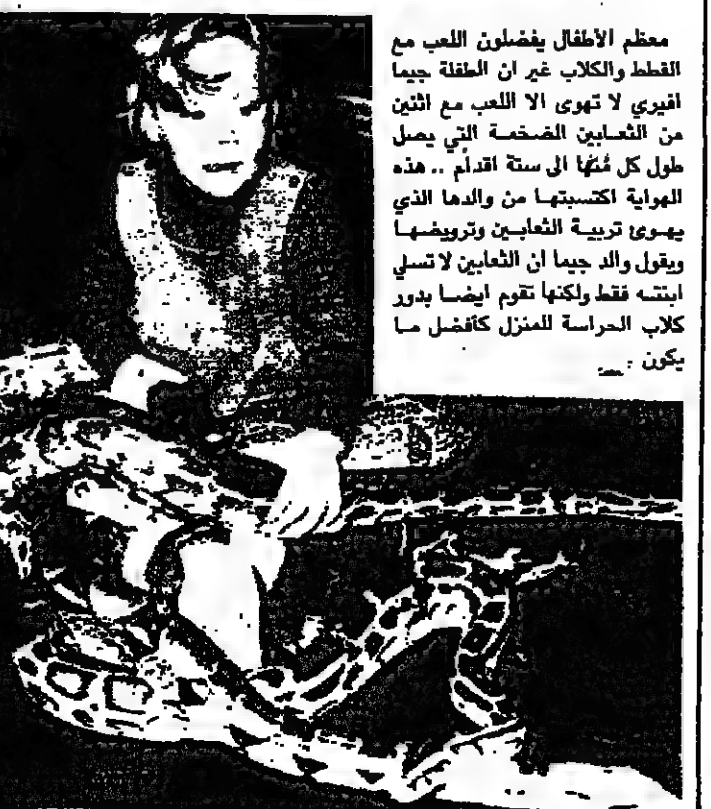 معظم الأطفال يفضلون اللعب مع
القطط والكلاب غير ان الطفلة جيما
افيري لا تهوى الا اللعب مع اثنين
من الثعابين الضخمة التي يصل
طول كل منها الى ستة اقدام .. هذه
الهواية اكتسبتها من والدها الذي
يهوى تربية الثعابين وترويضها
ويقول والد جيما ان الثعابين لا تسلي
ابنته فقط ولكنها تقوم ايضا بدور
كلاب الحراسة للمنزل كأفضل ما
يكون .